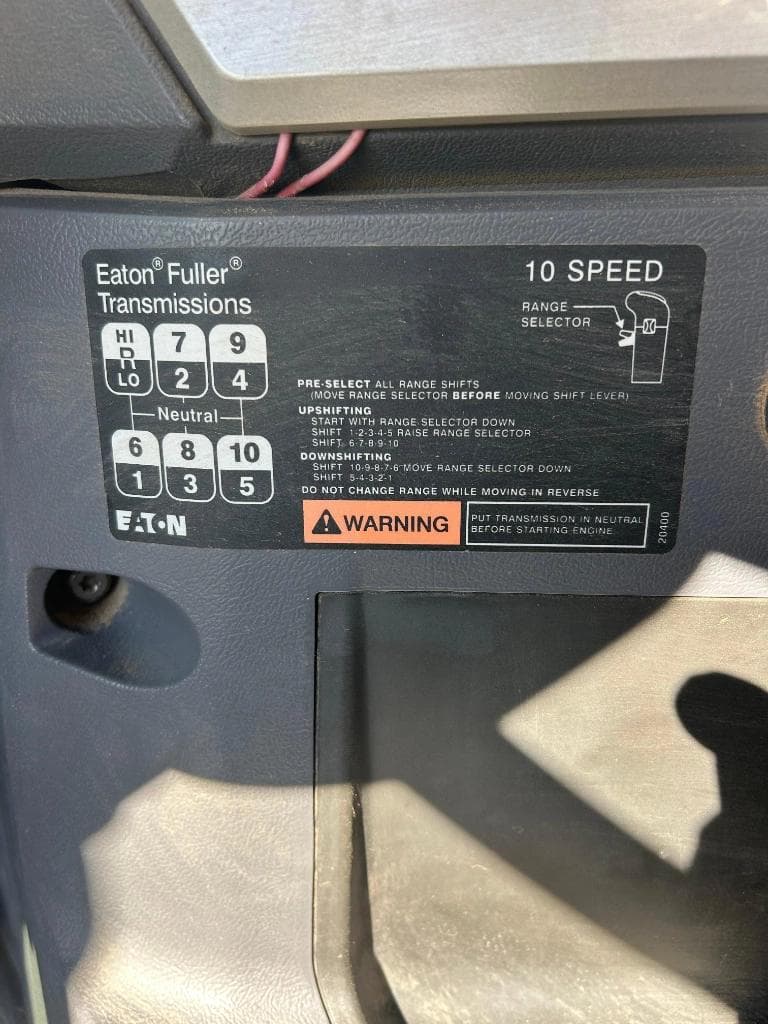 Eaton® Fuller®
Transmissions
10 SPEED
RANGE
SELECTOR
HI 7 9
R
LO 2 4
Neutral
6 8 10
1 3 5
PRE-SELECT ALL RANGE SHIFTS
(MOVE RANGE SELECTOR BEFORE MOVING SHIFT LEVER)
UPSHIFTING
START WITH RANGE SELECTOR DOWN
SHIFT 1-2-3-4-5 RAISE RANGE SELECTOR
SHIFT 6-7-8-9-10
DOWNSHIFTING
SHIFT 10-9-8-7-6 MOVE RANGE SELECTOR DOWN
SHIFT 5-4-3-2-1
DO NOT CHANGE RANGE WHILE MOVING IN REVERSE
EATON
WARNING
PUT TRANSMISSION IN NEUTRAL
BEFORE STARTING ENGINE.
20400